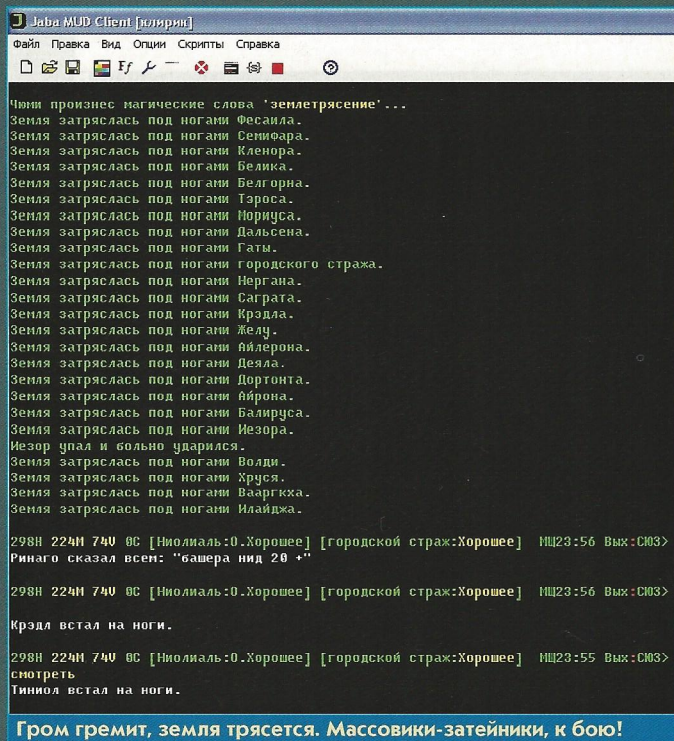 Jaba MUD Client [клирик]
Файл Правка Вид Опции Скрипты Справка
Чюми произнес магические слова 'землетрясение'...
Земля затряслась под ногами Фесаила.
Земля затряслась под ногами Семифара.
Земля затряслась под ногами Кленора.
Земля затряслась под ногами Белика.
Земля затряслась под ногами Белгорна.
Земля затряслась под ногами Тэроса.
Земля затряслась под ногами Мориуса.
Земля затряслась под ногами Дальсена.
Земля затряслась под ногами Гаты.
Земля затряслась под ногами городского стража.
Земля затряслась под ногами Нергана.
Земля затряслась под ногами Саграта.
Земля затряслась под ногами Крэдла.
Земля затряслась под ногами Желу.
Земля затряслась под ногами Айлерона.
Земля затряслась под ногами Деяла.
Земля затряслась под ногами Дортонта.
Земля затряслась под ногами Айрона.
Земля затряслась под ногами Балируса.
Земля затряслась под ногами Иезора.
Иезор упал и больно ударился.
Земля затряслась под ногами Волди.
Земля затряслась под ногами Хруся.
Земля затряслась под ногами Вааргкха.
Земля затряслась под ногами Илайджа.
298H 224M 74V 0C [Ниолиаль:О.Хорошее] [городской страж:Хорошее] МЩ23:56 Вых:СЮЗ>
Ринаго сказал всем: "башера нид 20 +"
298H 224M 74V 0C [Ниолиаль:О.Хорошее] [городской страж:Хорошее] МЩ23:56 Вых:СЮЗ>
Крэдл встал на ноги.
298H 224M 74V 0C [Ниолиаль:О.Хорошее] [городской страж:Хорошее] МЩ23:55 Вых:СЮЗ>
смотреть
Тиниол встал на ноги.
Гром гремит, земля трясется. Массовики-затейники, к бою!